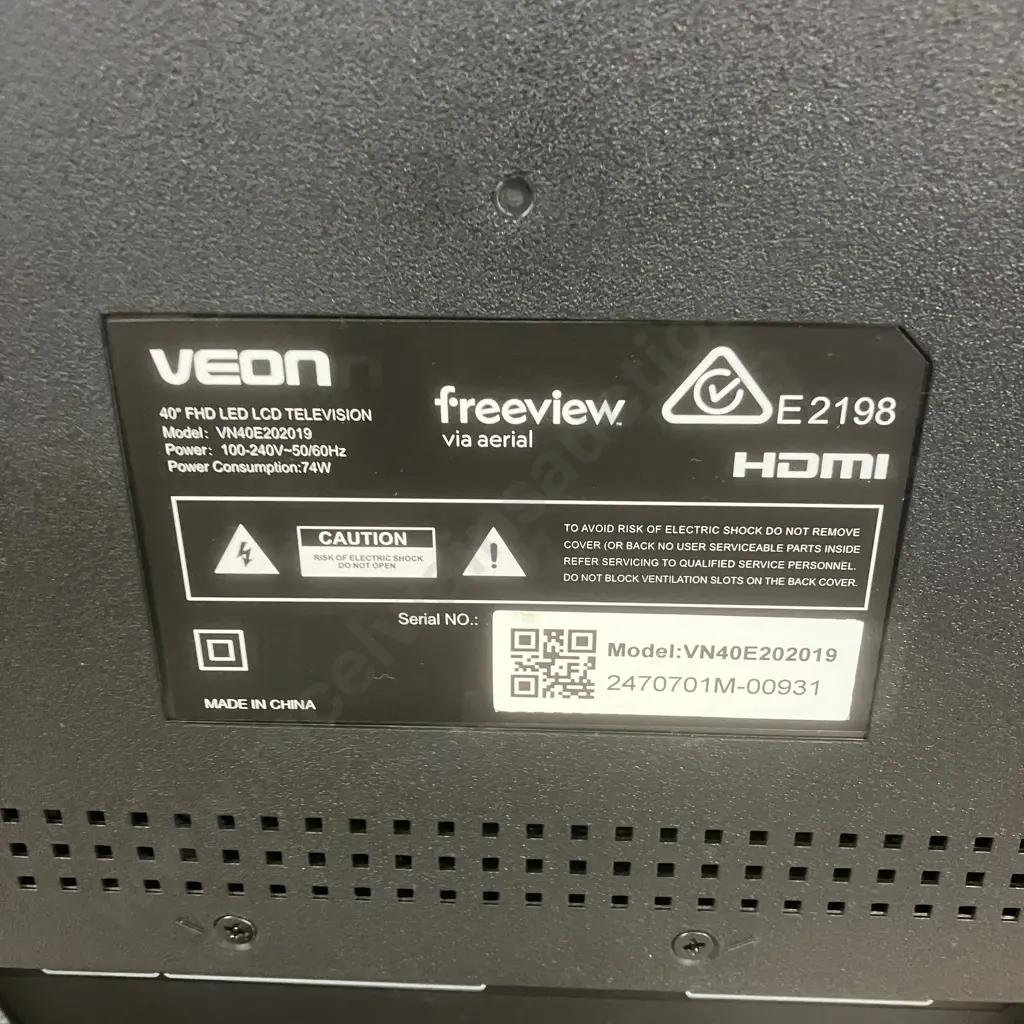 VEON
40" FHD LED LCD TELEVISION
Model: VN40E202019
Power: 100-240V~50/60Hz
Power Consumption:74W
freeview
via aerial
E2198
HDMI
CAUTION
RISK OF ELECTRIC SHOCK
DO NOT OPEN
TO AVOID RISK OF ELECTRIC SHOCK DO NOT REMOVE
COVER (OR BACK NO USER SERVICEABLE PARTS INSIDE
REFER SERVICING TO QUALIFIED SERVICE PERSONNEL.
DO NOT BLOCK VENTILATION SLOTS ON THE BACK COVER.
Serial NO.:
Model:VN40E202019
2470701M-00931
MADE IN CHINA